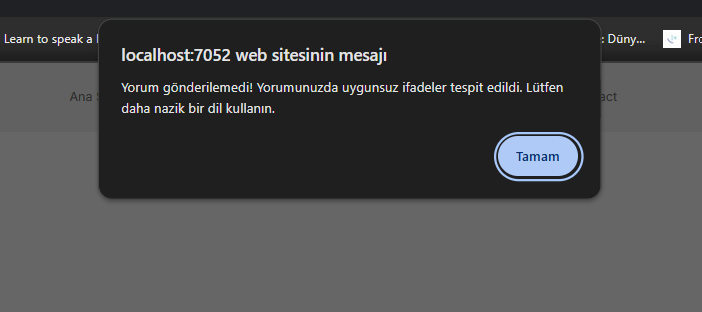 Learn to speak a
: Düny...
Fro
localhost:7052 web sitesinin mesajı
Yorum gönderilemedi! Yorumunuzda uygunsuz ifadeler tespit edildi. Lütfen
daha nazik bir dil kullanın.
Tamam
Ana S
act